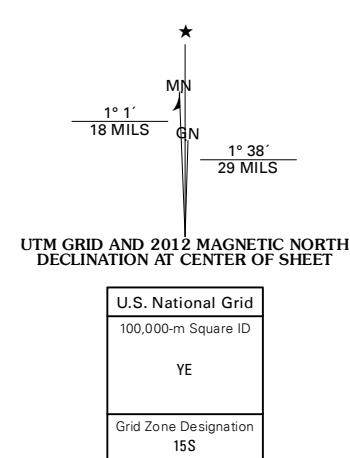 ★
MN
1° 1´
18 MILS
GN
1° 38´
29 MILS
UTM GRID AND 2012 MAGNETIC NORTH
DECLINATION AT CENTER OF SHEET
U.S. National Grid
100,000-m Square ID
YE
Grid Zone Designation
15S